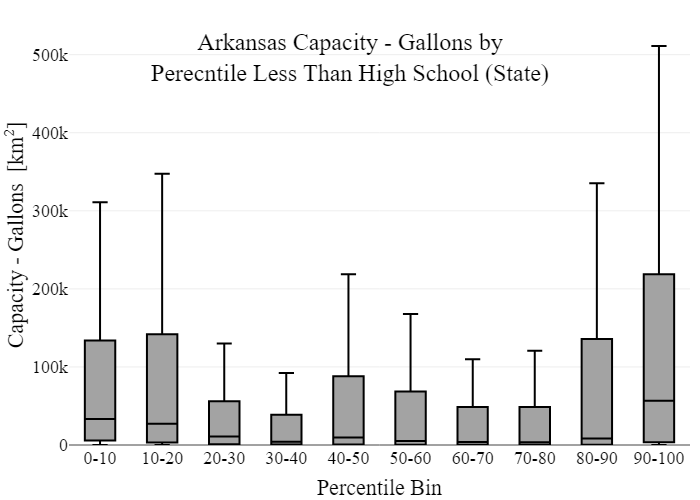 Arkansas Capacity - Gallons by
Perecntile Less Than High School (State)
Capacity - Gallons [km²]
500k
400k
300k
200k
100k
0
0-10 10-20 20-30 30-40 40-50 50-60 60-70 70-80 80-90 90-100
Percentile Bin